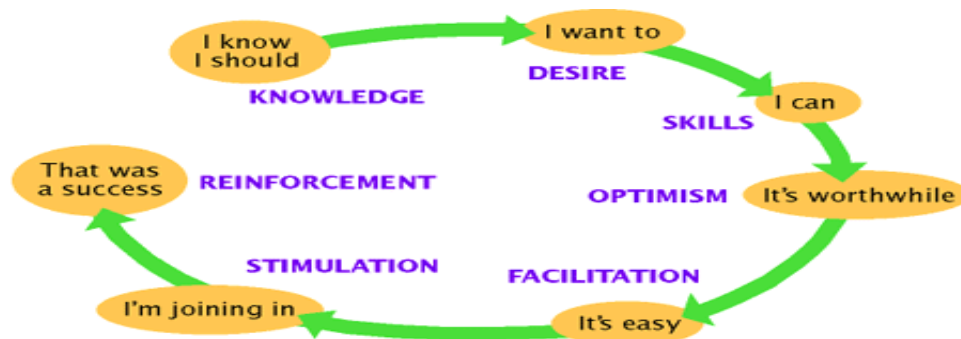 I know
I should
KNOWLEDGE
I want to
DESIRE
I can
SKILLS
It's worthwhile
OPTIMISM
It's easy
FACILITATION
I'm joining in
STIMULATION
That was
a success
REINFORCEMENT